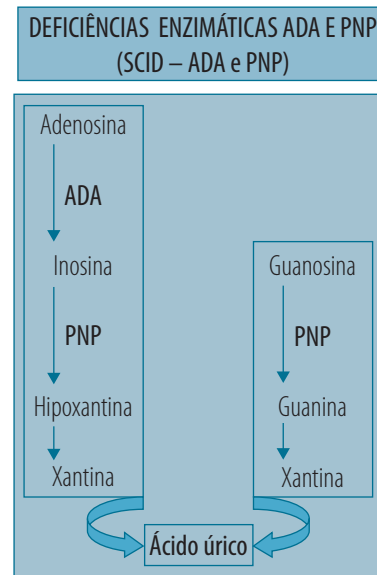 DEFICIÊNCIAS ENZIMÁTICAS ADA E PNP
(SCID – ADA e PNP)
Adenosina
ADA
Inosina
PNP
Hipoxantina
Xantina
Guanosina
PNP
Guanina
Xantina
Ácido úrico